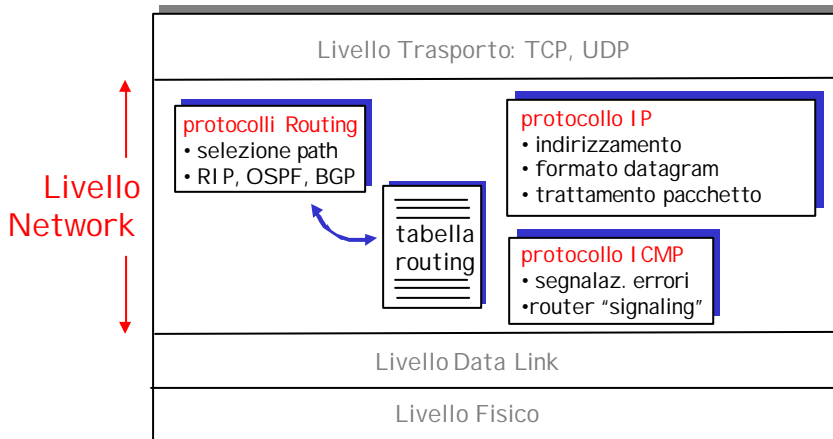 Livello Trasporto: TCP, UDP
Livello
Network
protocolli Routing
• selezione path
• RIP, OSPF, BGP
tabella
routing
protocollo IP
• indirizzamento
• formato datagram
• trattamento pacchetto
protocollo ICMP
• segnalaz. errori
•router “signaling”
Livello Data Link
Livello Fisico